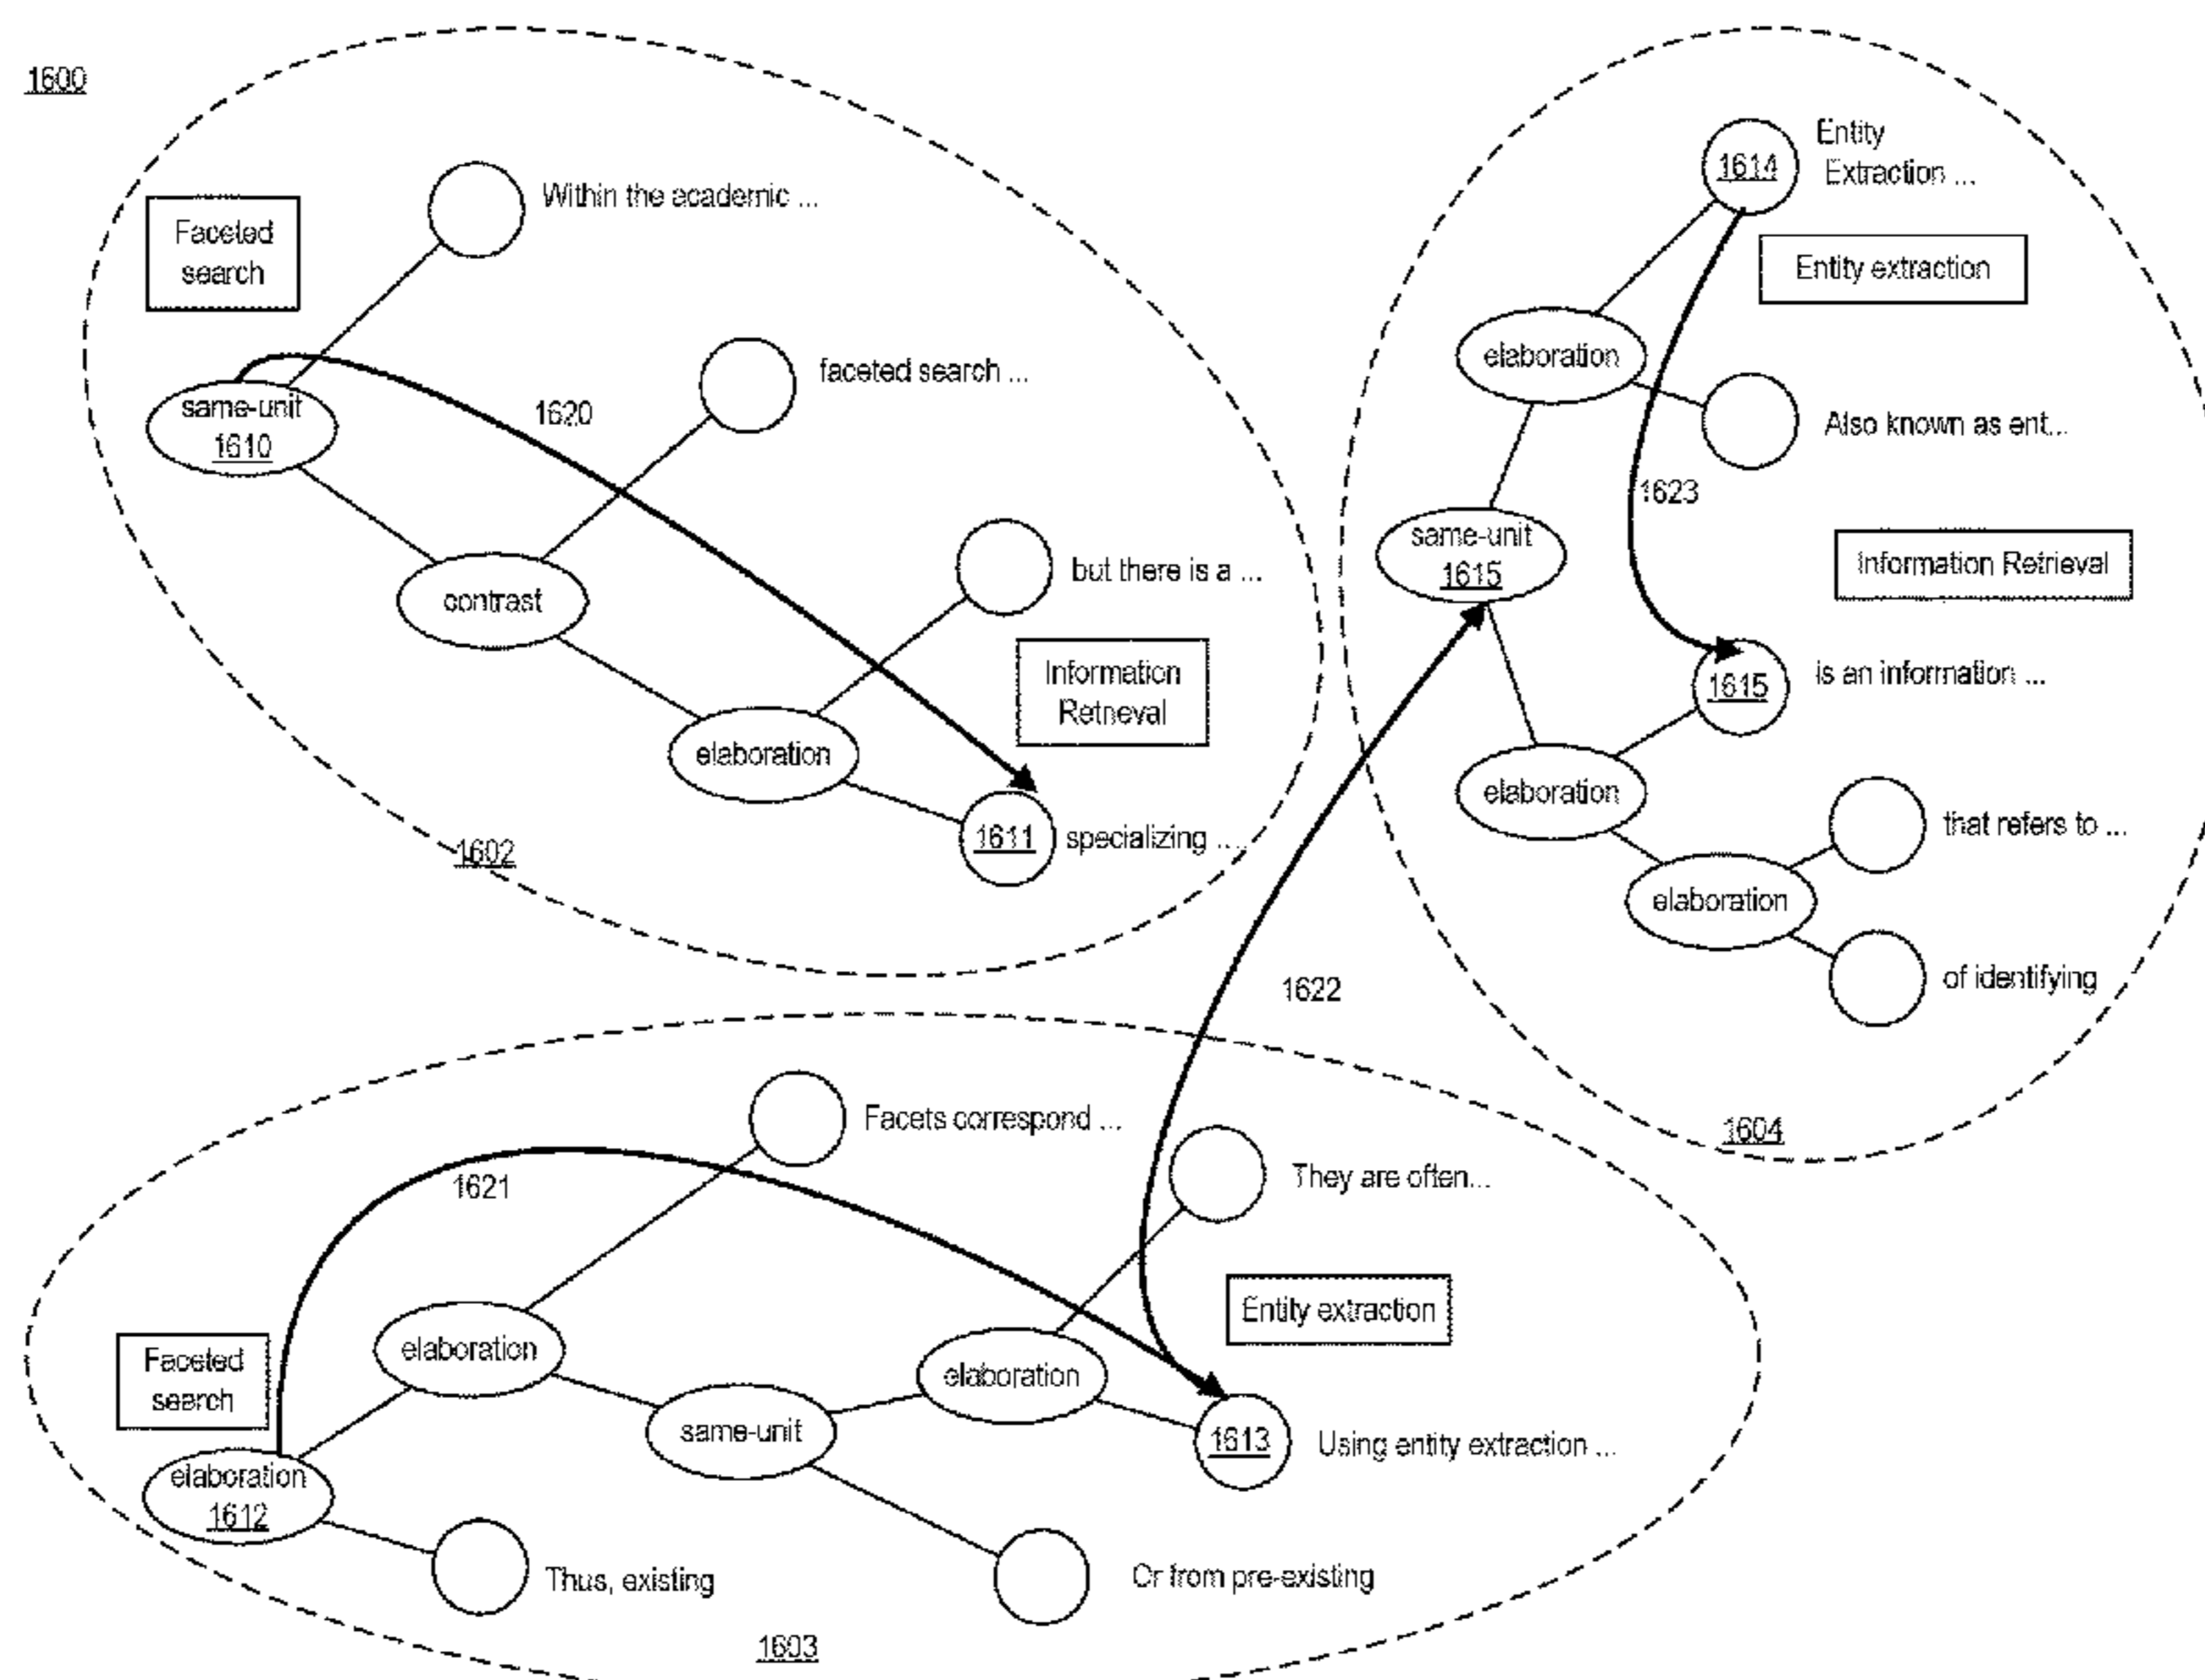 1600
Within the academic ...
Faceted
search
faceted search ...
same-unit
1610
1620
but there is a ...
contrast
Information
Retrieval
elaboration
1611
specializing ....
1602
1614
Entity
Extraction ...
Entity extraction
elaboration
Also known as ent...
1623
same-unit
1615
Information Retrieval
1615
is an information ...
elaboration
that refers to ...
elaboration
of identifying
1622
1604
Facets correspond ...
1621
They are often...
Entity extraction
elaboration
Faceted
search
elaboration
same-unit
1613
Using entity extraction ...
elaboration
1612
Thus, existing
Or from pre-existing
1603